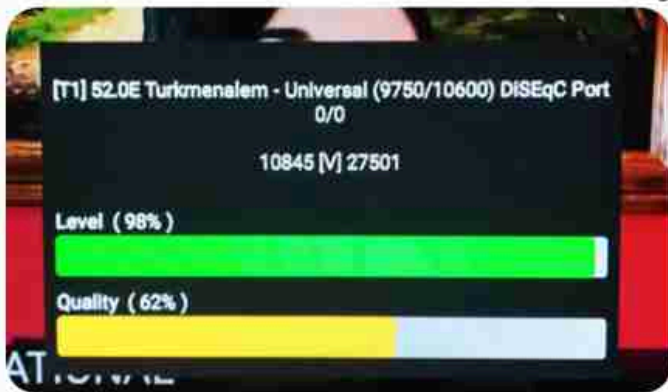 [T1] 52.0E Turkmenalem - Universal (9750/10600) DiSEqC Port
0/0
10845 [V] 27501
Level ( 98% )
Quality ( 62% )